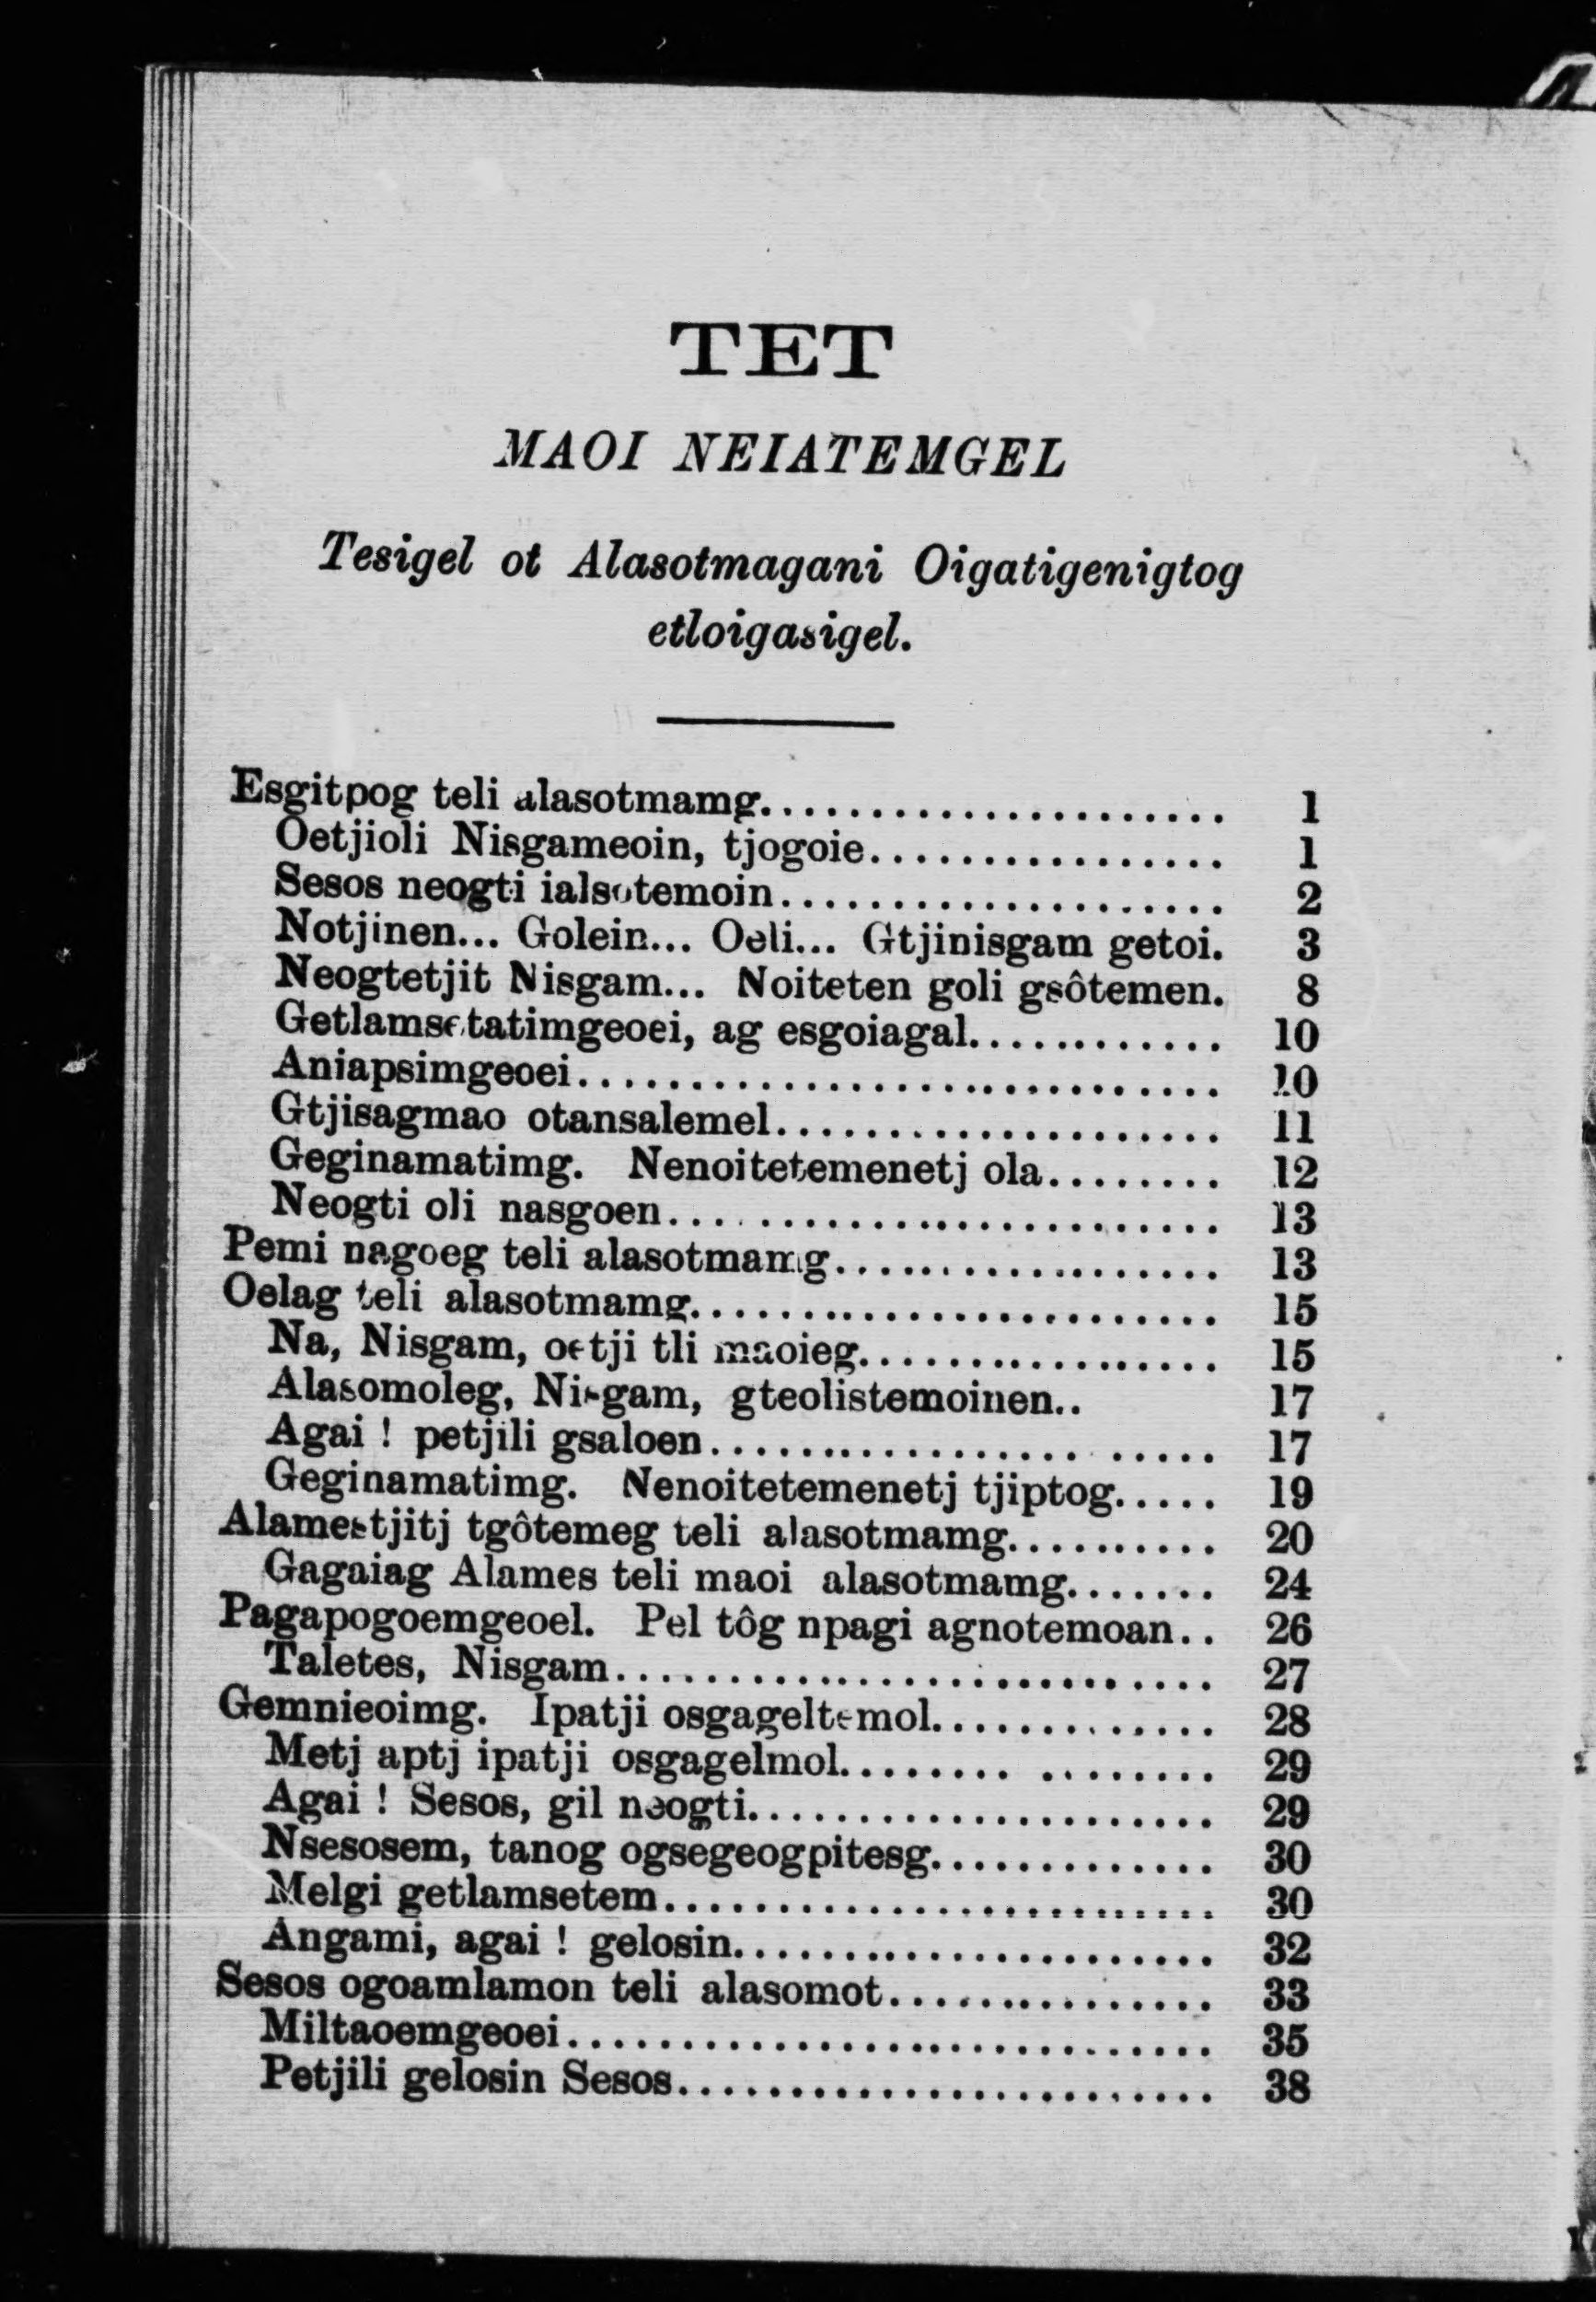 TET
MAOI NEIATEMGEL
Tesigel ot Alasotmagani Oigatigenigtog
etloigasigel.
Esgitpog teli alasotmamg..................... 1
Oetjioli Nisgameoin, tjogoie................ 1
Sesos neogti ialsotemoin.................... 2
Notjinen... Golein... Oeli... Gtjinisgam getoi. 3
Neogtetjit Nisgam... Noiteten goli gsôtemen. 8
Getlamsetatimgeoei, ag esgoiagal............ 10
Aniapsimgeoei............................. 10
Gtjisagmao otansalemel.................... 11
Geginamatimg. Nenoitetemenetj ola........ 12
Neogti oli nasgoen......................... 13
Pemi nagoeg teli alasotmamg................. 13
Oelag teli alasotmamg........................ 15
Na, Nisgam, oetji tli maoieg................ 15
Alasomoleg, Nisgam, gteolistemoinen.. 17
Agai ! petjili gsaloen....................... 17
Geginamatimg. Nenoitetemenetj tjiptog..... 19
Alamestjitj tgôtemeg teli alasotmamg.......... 20
Gagaiag Alames teli maoi alasotmamg....... 24
Pagapogoemgeoel. Pel tôg npagi agnotemoan.. 26
Taletes, Nisgam........................... 27
Gemnieoimg. Ipatji osgageltemol............. 28
Metj aptj ipatji osgagelmol................ 29
Agai ! Sesos, gil neogti..................... 29
Nsesosem, tanog ogsegeogpitesg............. 30
Melgi getlamsetem......................... 30
Angami, agai ! gelosin...................... 32
Sesos ogoamlamon teli alasomot............... 33
Miltaoemgeoei............................. 35
Petjili gelosin Sesos........................ 38